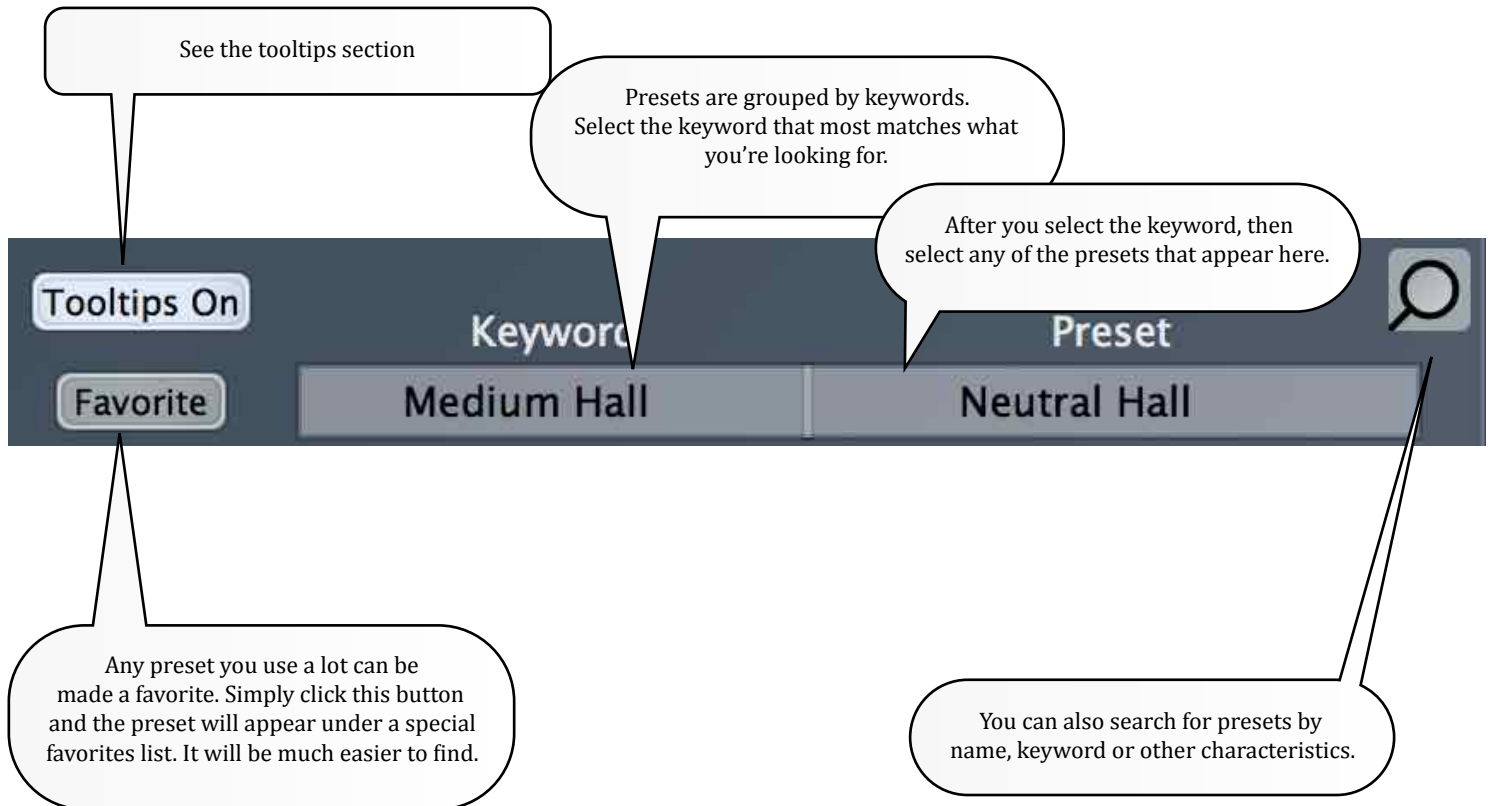 See the tooltips section
Presets are grouped by keywords.
Select the keyword that most matches what
you’re looking for.
After you select the keyword, then
select any of the presets that appear here.
Tooltips On
Keyword
Preset
Favorite
Medium Hall
Neutral Hall
Any preset you use a lot can be
made a favorite. Simply click this button
and the preset will appear under a special
favorites list. It will be much easier to find.
You can also search for presets by
name, keyword or other characteristics.